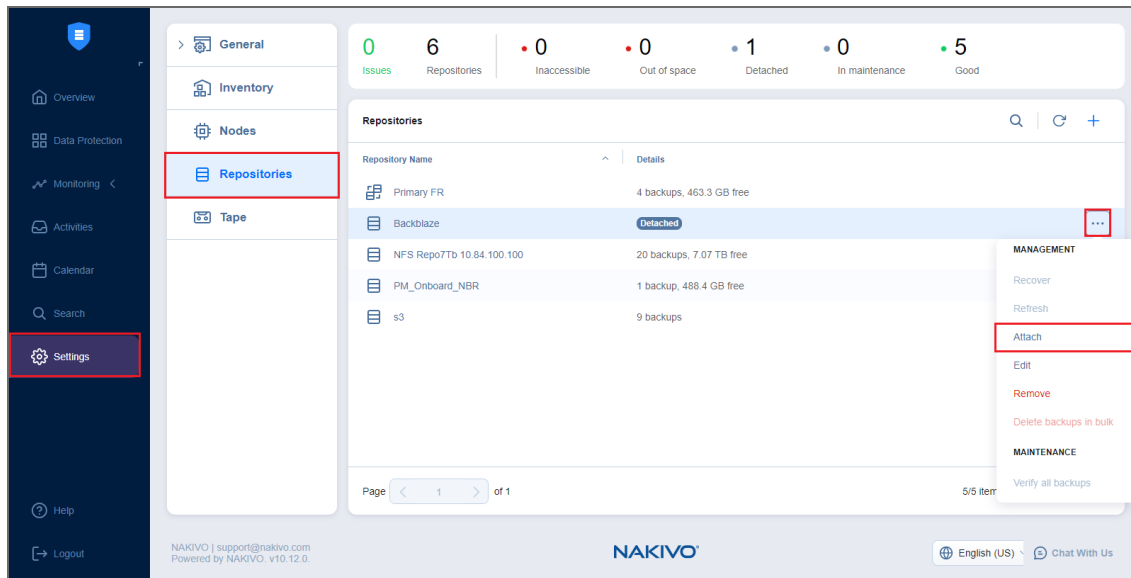 Overview
Data Protection
Monitoring
Activities
Calendar
Search
Settings
Help
Logout
General
Inventory
Nodes
Repositories
Tape
0 6 0 0 1 0 5
Issues Repositories Inaccessible Out of space Detached In maintenance Good
Repositories
Repository Name Details
Primary FR 4 backups, 463.3 GB free
Backblaze Detached
NFS Repo7Tb 10.84.100.100 20 backups, 7.07 TB free
PM_Onboard_NBR 1 backup, 488.4 GB free
s3 9 backups
MANAGEMENT
Recover
Refresh
Attach
Edit
Remove
Delete backups in bulk
MAINTENANCE
Verify all backups
Page 1 of 1 5/5 item
NAKIVO | support@nakivo.com
Powered by NAKIVO. v10.12.0.
NAKIVO
English (US) Chat With Us